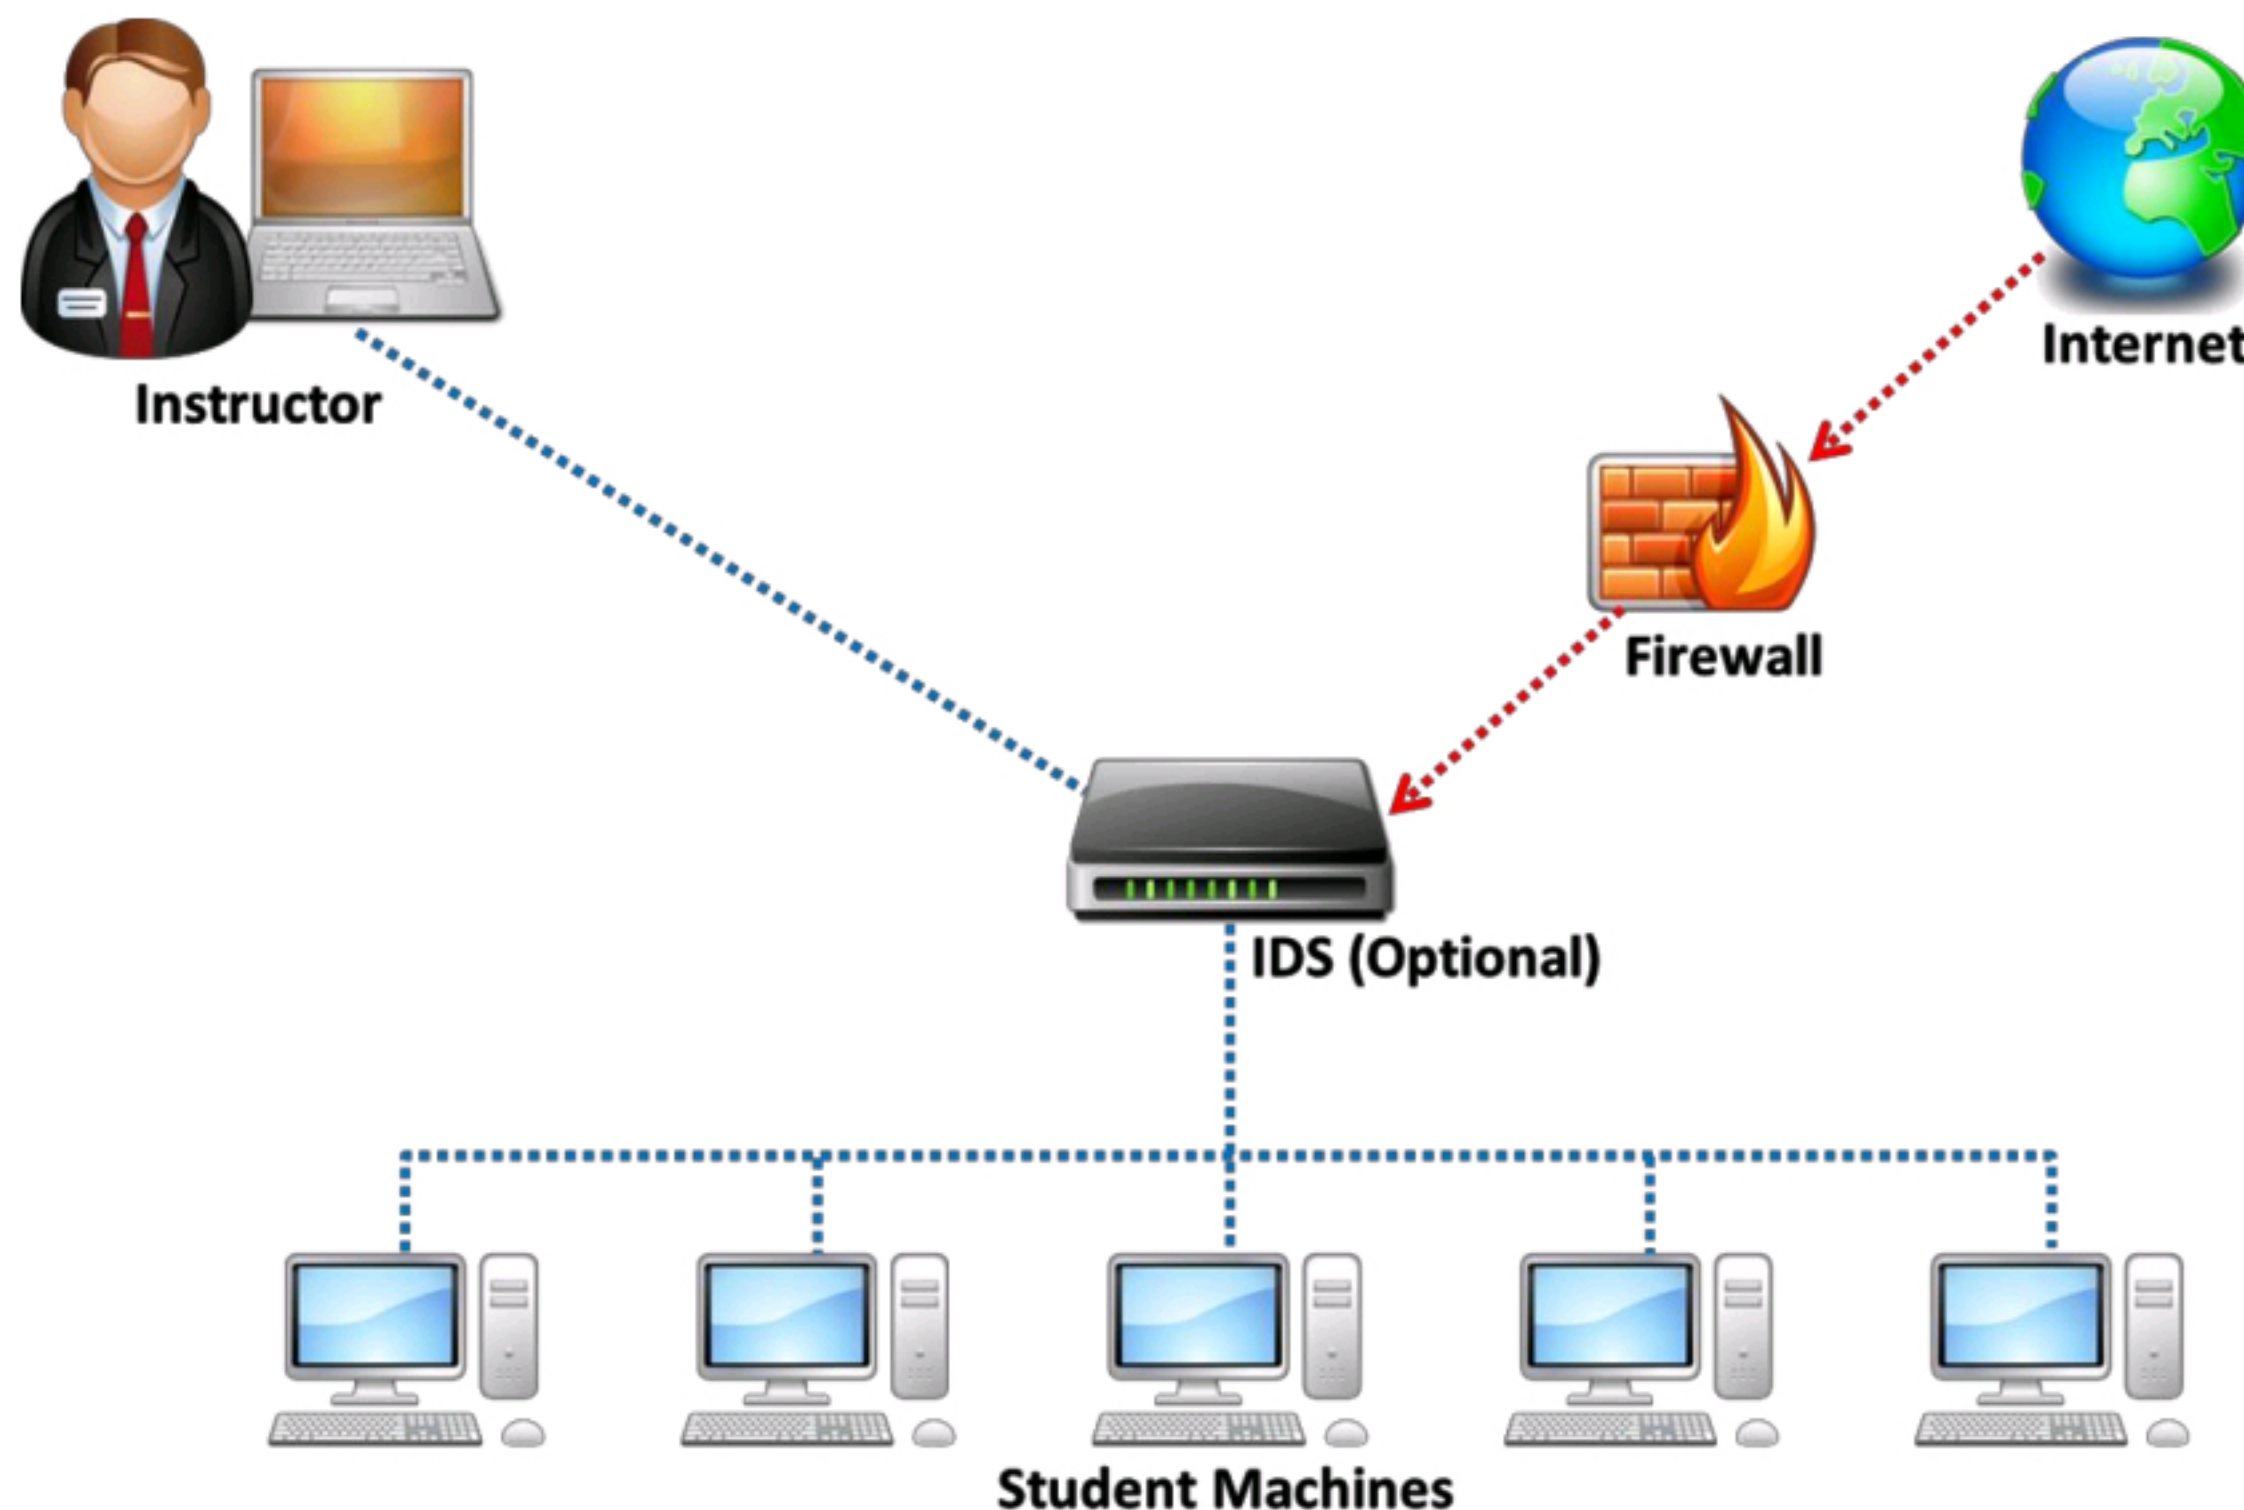 Instructor
Internet
Firewall
IDS (Optional)
Student Machines